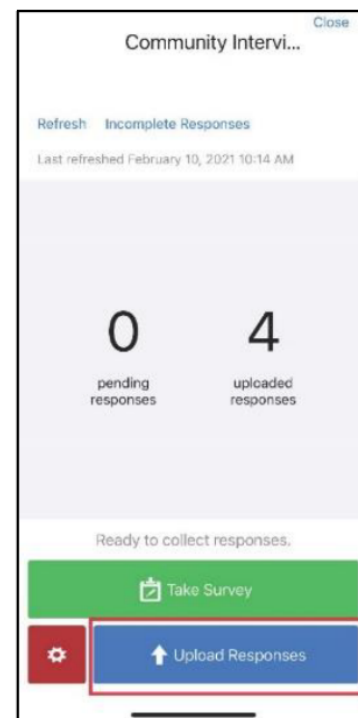 Close
Community Intervi...
Refresh Incomplete Responses
Last refreshed February 10, 2021 10:14 AM
0 4
pending uploaded
responses responses
Ready to collect responses.
Take Survey
Upload Responses